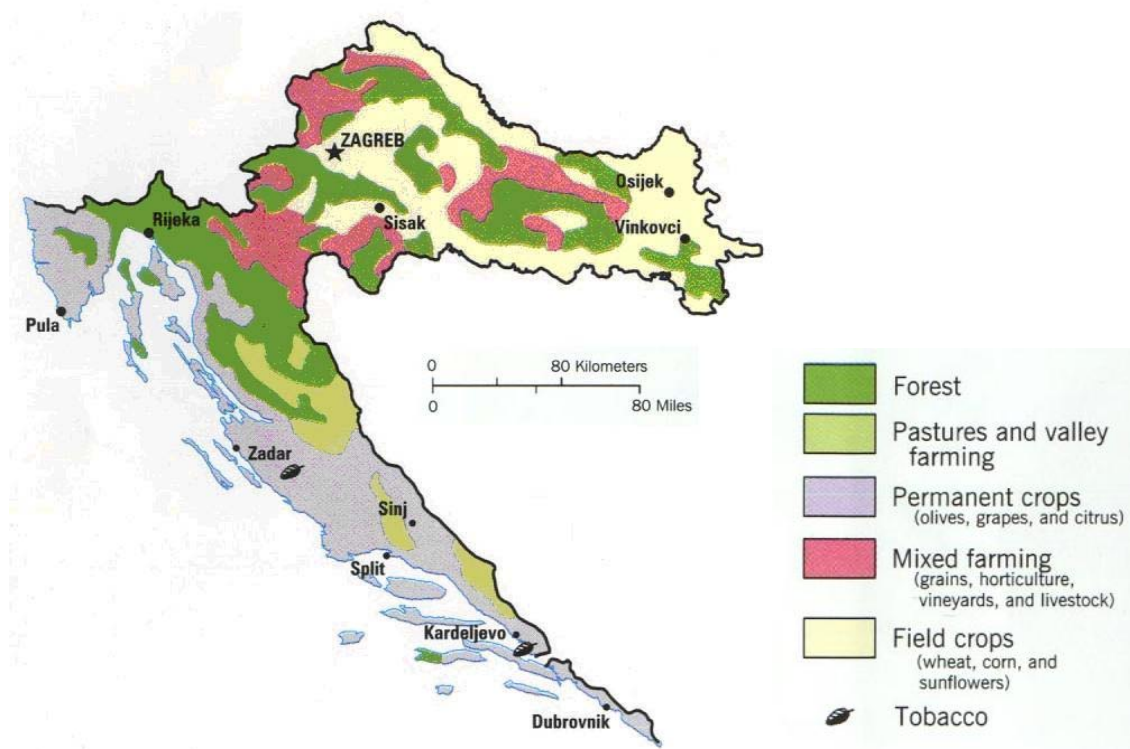 ZAGREB
Osijek
Rijeka
Sisak
Vinkovci
Pula
0 80 Kilometers
0 80 Miles
Zadar
Sinj
Split
Kardeljevo
Dubrovnik
Forest
Pastures and valley
farming
Permanent crops
(olives, grapes, and citrus)
Mixed farming
(grains, horticulture,
vineyards, and livestock)
Field crops
(wheat, corn, and
sunflowers)
Tobacco